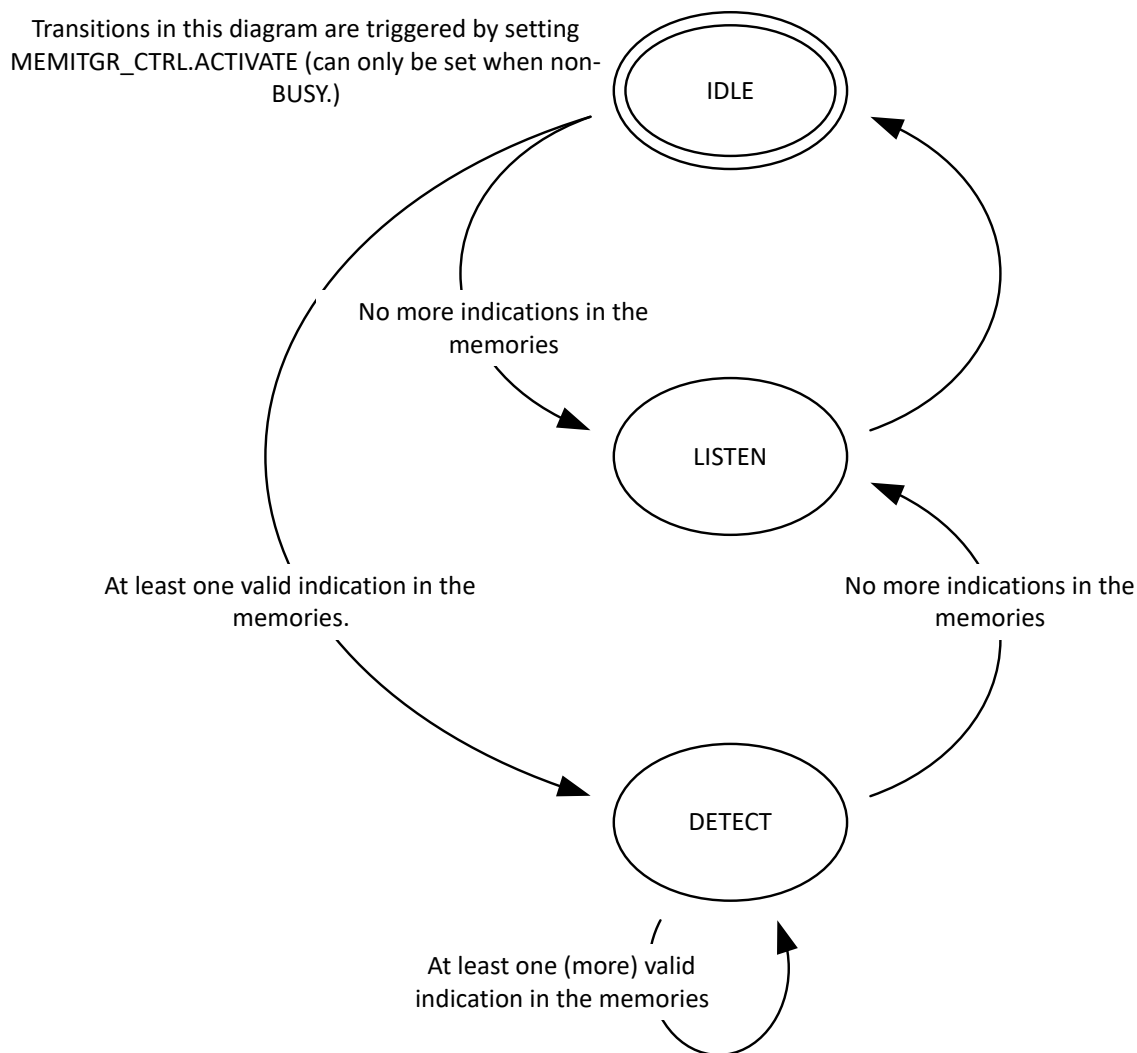 Transitions in this diagram are triggered by setting
MEMITGR_CTRL.ACTIVATE (can only be set when non-
BUSY.)
IDLE
No more indications in the
memories
LISTEN
At least one valid indication in the
memories.
No more indications in the
memories
DETECT
At least one (more) valid
indication in the memories